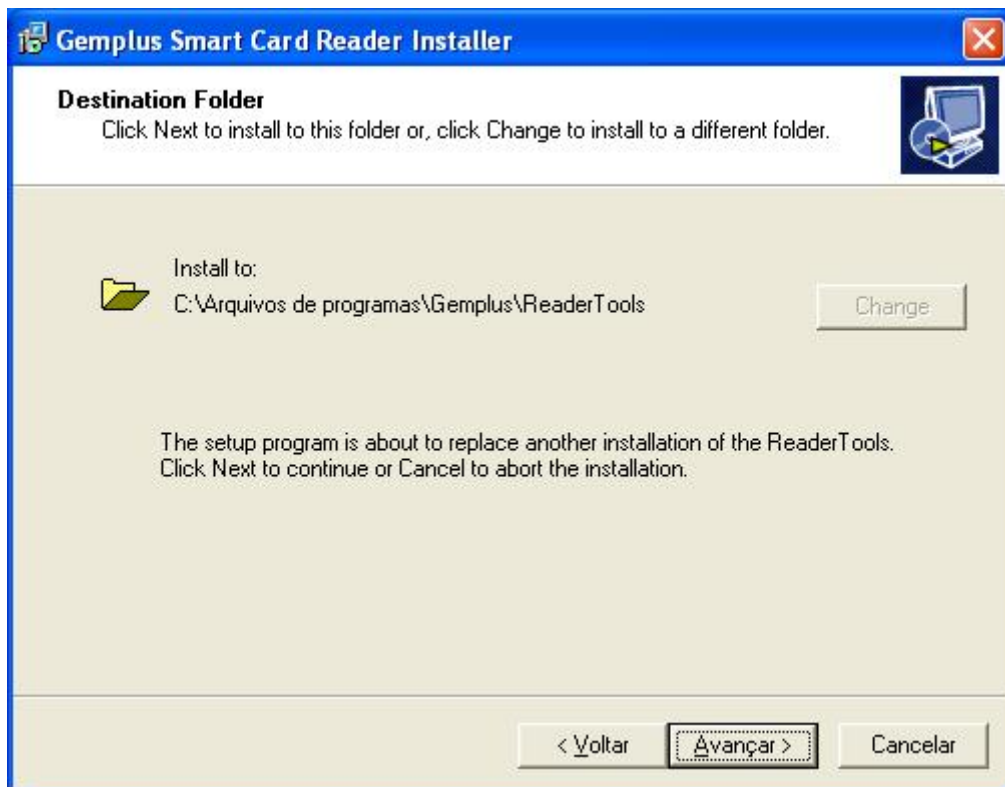 Gemplus Smart Card Reader Installer
Destination Folder
Click Next to install to this folder or, click Change to install to a different folder.
Install to:
C:\Arquivos de programas\Gemplus\ReaderTools
Change
The setup program is about to replace another installation of the ReaderTools.
Click Next to continue or Cancel to abort the installation.
< Voltar
Avançar >
Cancelar